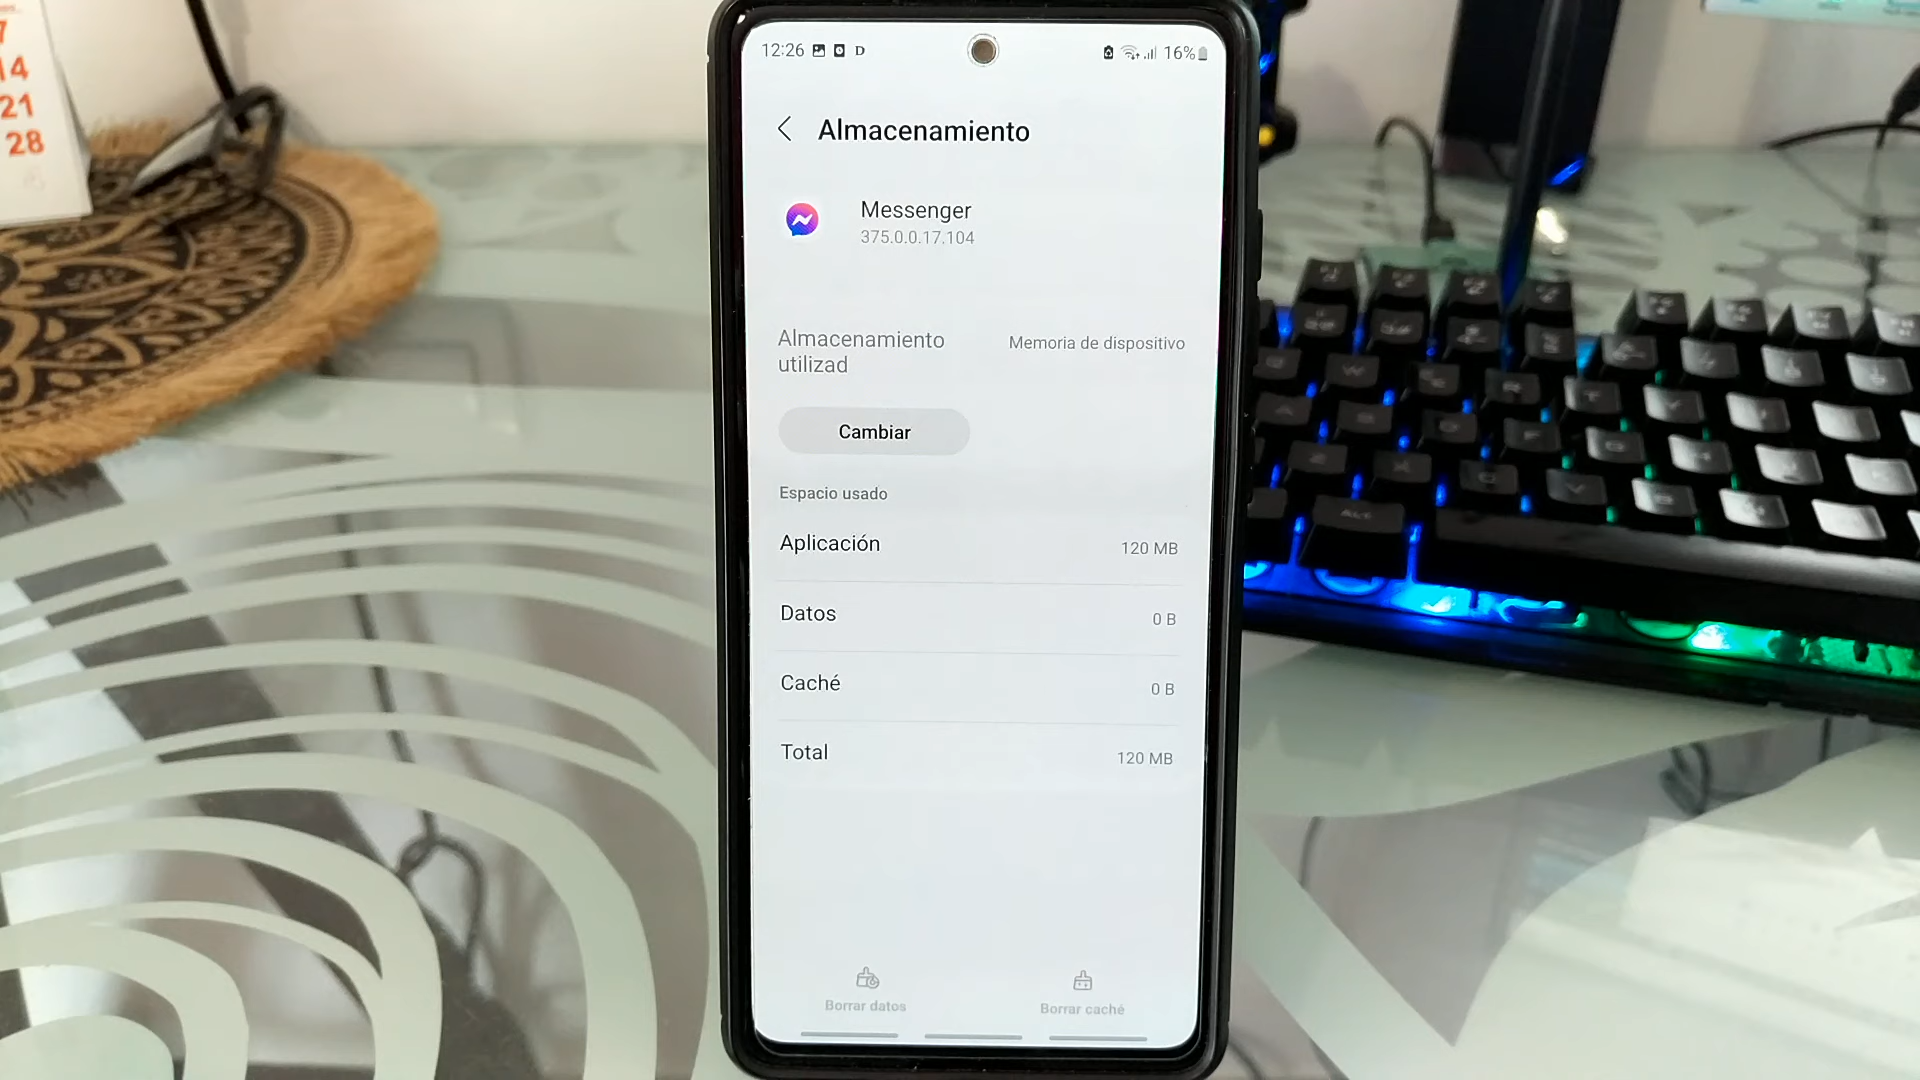 7
14
21
28
12:26 D 16%
Almacenamiento
Messenger
375.0.0.17.104
Almacenamiento
utilizad
Memoria de dispositivo
Cambiar
Espacio usado
Aplicación 120 MB
Datos 0 B
Caché 0 B
Total 120 MB
Borrar datos Borrar caché